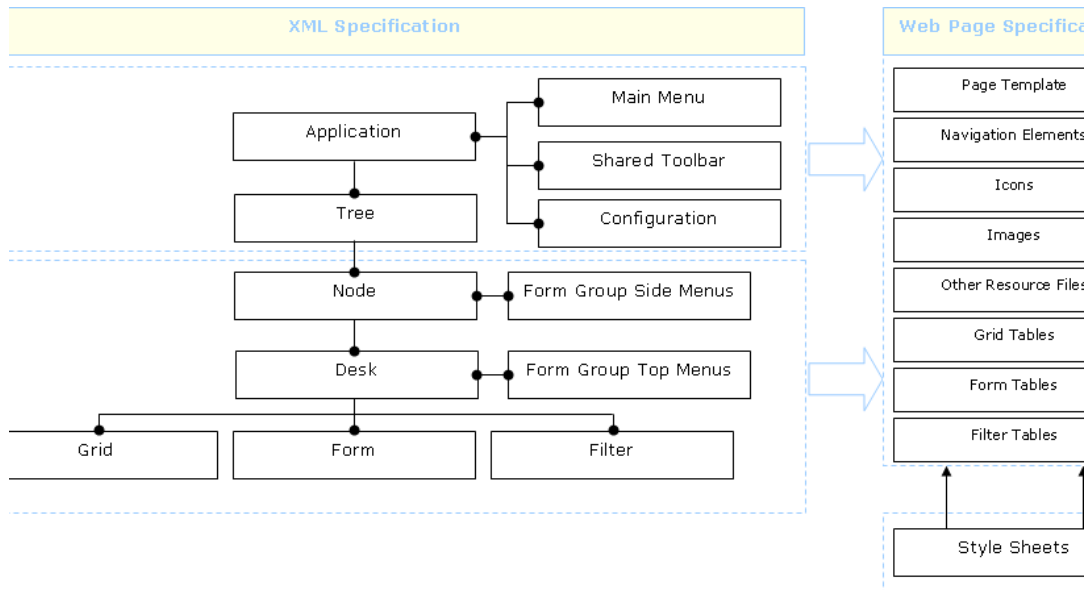 XML Specification
Web Page Specifica
Application
Main Menu
Shared Toolbar
Configuration
Tree
Node
Form Group Side Menus
Desk
Form Group Top Menus
Grid
Form
Filter
Page Template
Navigation Elements
Icons
Images
Other Resource Files
Grid Tables
Form Tables
Filter Tables
Style Sheets